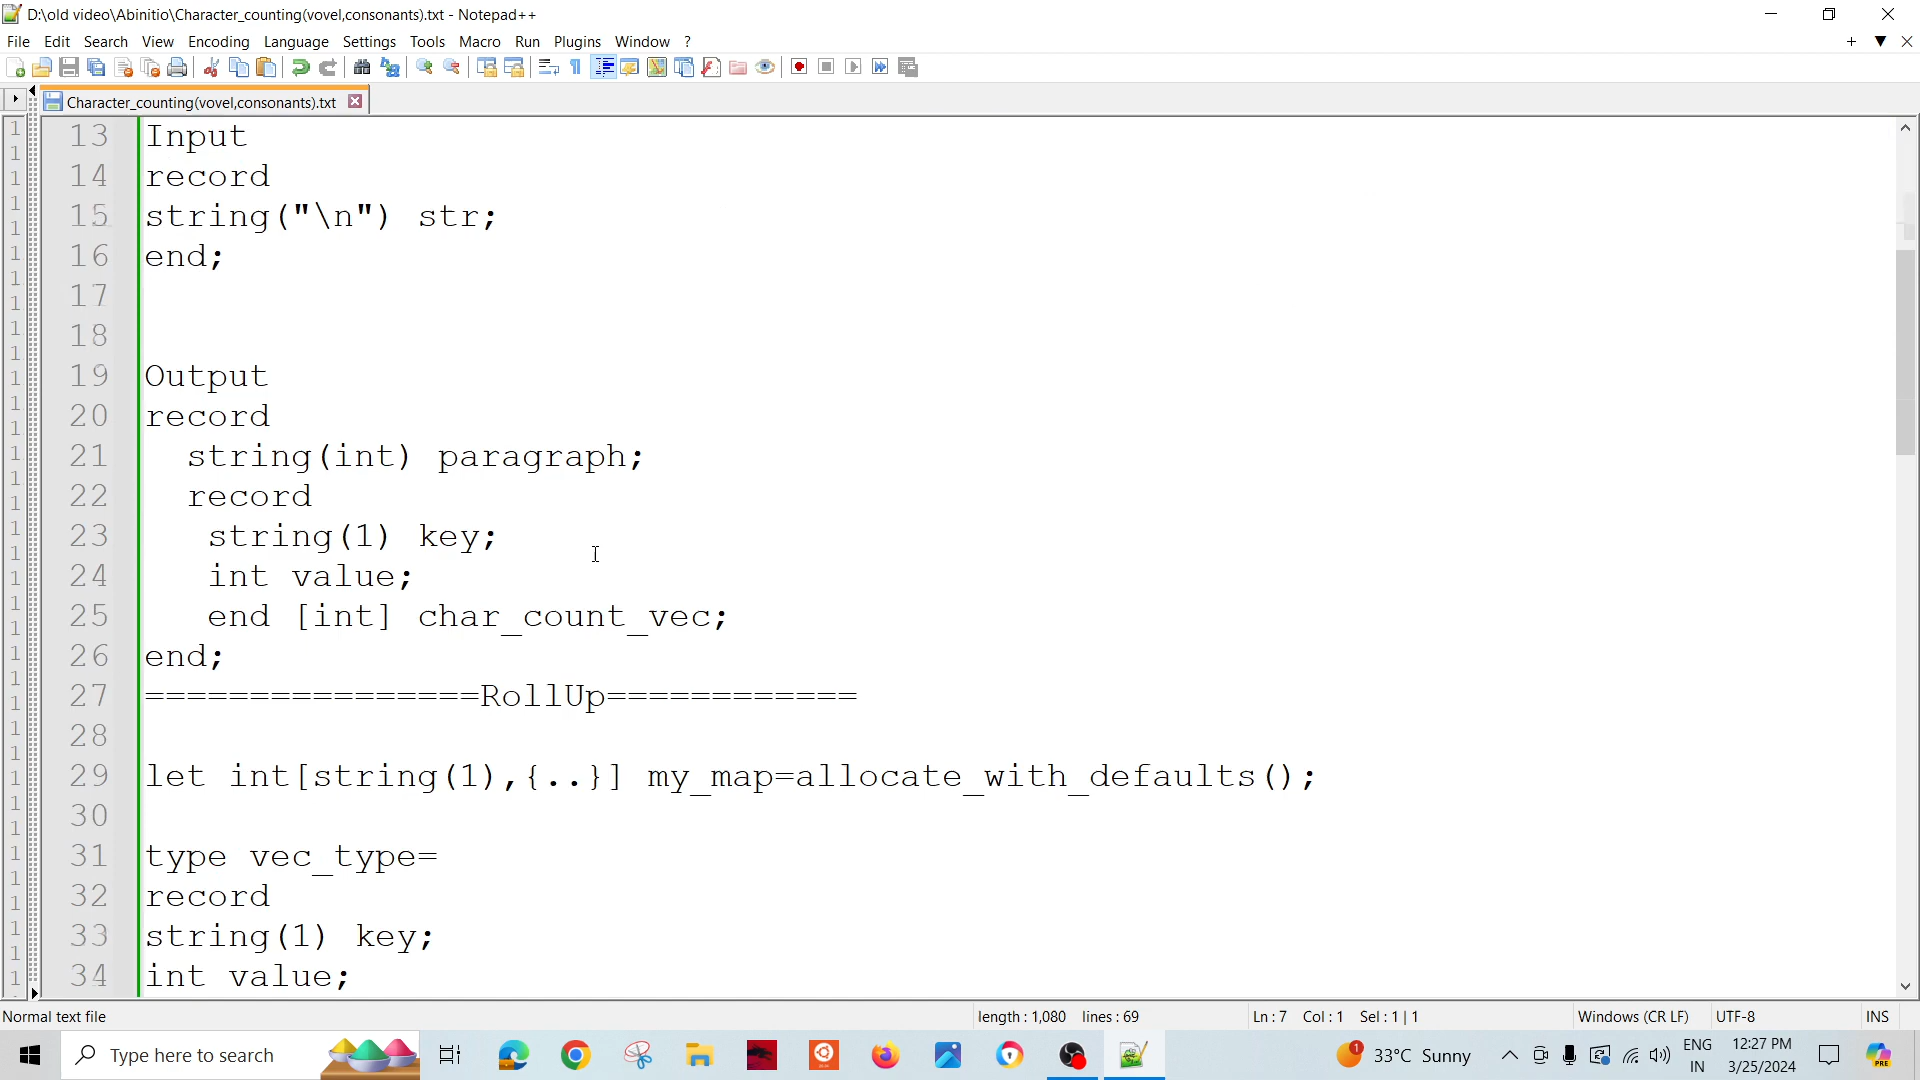 D:\old video\Abinitio\Character_counting(vovel,consonants).txt - Notepad++
File Edit Search View Encoding Language Settings Tools Macro Run Plugins Window ?
Character_counting(vovel,consonants).txt
13 Input
14 record
15 string("\n") str;
16 end;
17
18
19 Output
20 record
21 string(int) paragraph;
22 record
23 string(1) key;
24 int value;
25 end [int] char_count_vec;
26 end;
27 ================RollUp============
28
29 let int[string(1),{..}] my_map=allocate_with_defaults();
30
31 type vec_type=
32 record
33 string(1) key;
34 int value;
Normal text file length : 1,080 lines : 69 Ln : 7 Col : 1 Sel : 1 | 1 Windows (CR LF) UTF-8 INS
Type here to search 33°C Sunny ENG IN 12:27 PM 3/25/2024